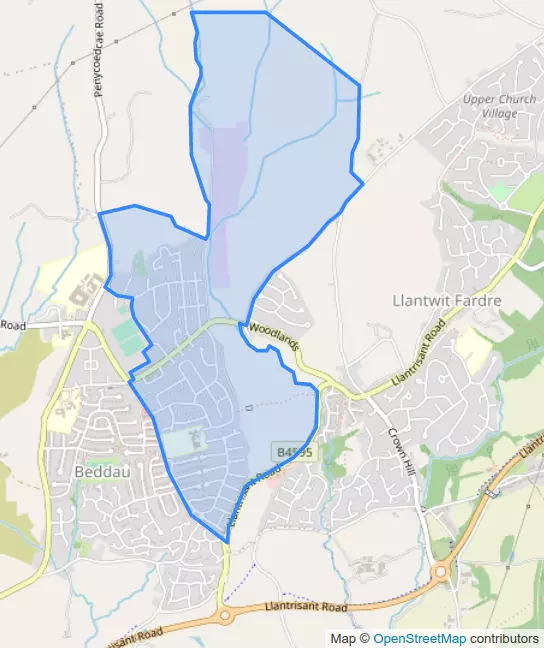 Penycoedcae Road
Upper Church
Village
Llantwit Fardre
Road
Woodlands
Llantrisant Road
Crown Hill
B4595
Llantrisant Road
Beddau
Llantri
Llantrisant Road
trisant Road
Map © OpenStreetMap contributors